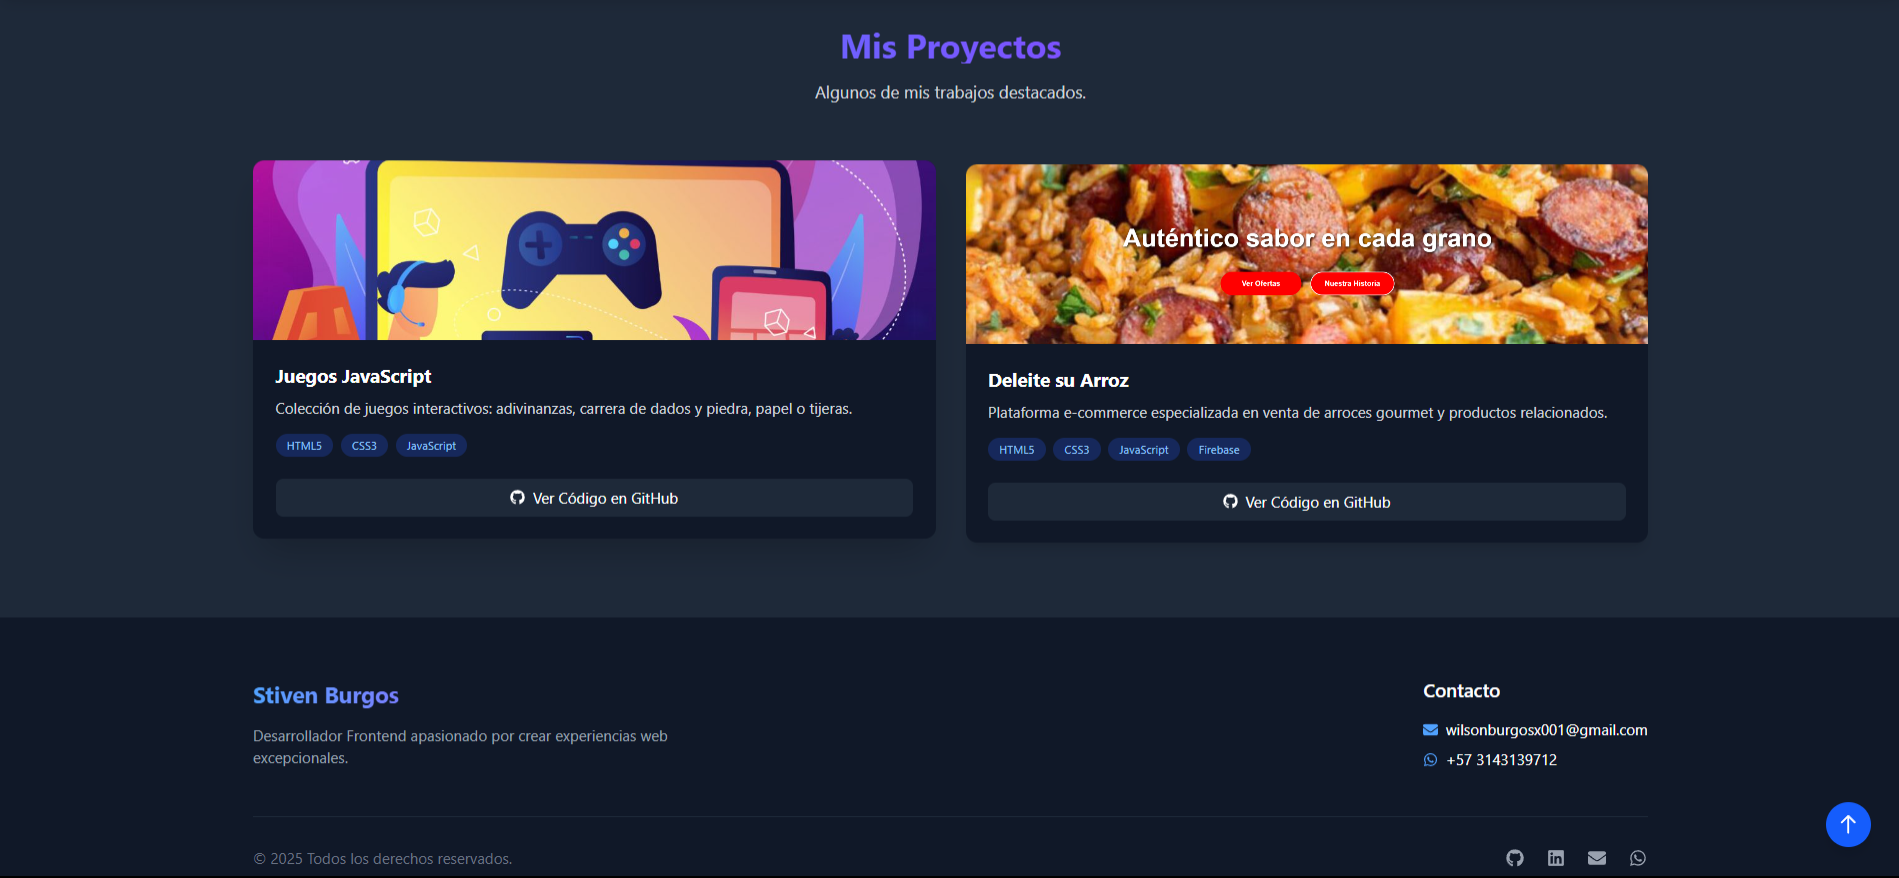 Mis Proyectos
Algunos de mis trabajos destacados.
Auténtico sabor en cada grano
Ver Ofertas
Nuestra Historia
Juegos JavaScript
Colección de juegos interactivos: adivinanzas, carrera de dados y piedra, papel o tijeras.
HTML5
CSS3
JavaScript
Ver Código en GitHub
Deleite su Arroz
Plataforma e-commerce especializada en venta de arroces gourmet y productos relacionados.
HTML5
CSS3
JavaScript
Firebase
Ver Código en GitHub
Stiven Burgos
Desarrollador Frontend apasionado por crear experiencias web
excepcionales.
Contacto
wilsonburgosx001@gmail.com
+57 3143139712
© 2025 Todos los derechos reservados.